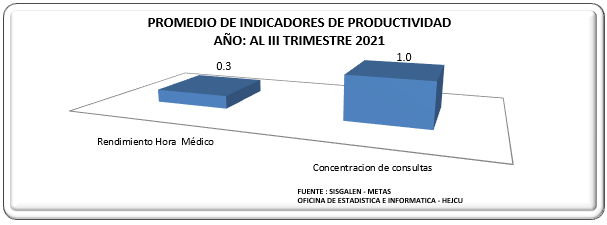 PROMEDIO DE INDICADORES DE PRODUCTIVIDAD
AÑO: AL III TRIMESTRE 2021
0.3
1.0
Rendimiento Hora Médico
Concentracion de consultas
FUENTE : SISGALEN - METAS
OFICINA DE ESTADISTICA E INFORMATICA - HEJCU